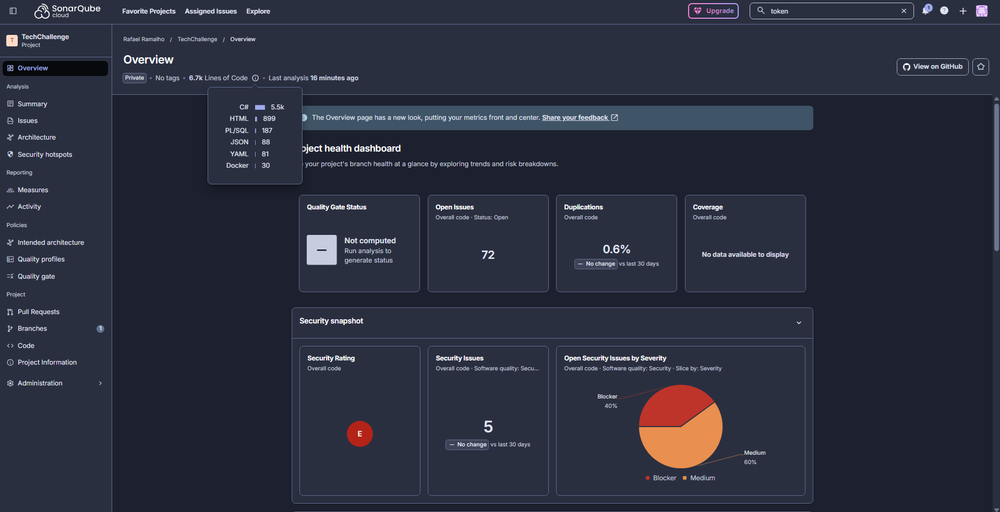 SonarQube
cloud
Favorite Projects
Assigned Issues
Explore
Upgrade
token
1
?
T
TechChallenge
Project
Overview
Analysis
Summary
Issues
Architecture
Security hotspots
Reporting
Measures
Activity
Policies
Intended architecture
Quality profiles
Quality gate
Project
Pull Requests
Branches 1
Code
Project Information
Administration
Rafael Ramalho / TechChallenge / Overview
Overview
Private • No tags • 6.7k Lines of Code • Last analysis 16 minutes ago
View on GitHub
C# 5.5k
HTML 899
PL/SQL 187
JSON 88
YAML 81
Docker 30
The Overview page has a new look, putting your metrics front and center. Share your feedback
oject health dashboard
your project's branch health at a glance by exploring trends and risk breakdowns.
Quality Gate Status
Not computed
Run analysis to
generate status
Open Issues
Overall code · Status: Open
72
Duplications
Overall code
0.6%
— No change vs last 30 days
Coverage
Overall code
No data available to display
Security snapshot
Security Rating
Overall code
E
Security Issues
Overall code · Software quality: Secu...
5
— No change vs last 30 days
Open Security Issues by Severity
Overall code · Software quality: Security · Slice by: Severity
Blocker
40%
Medium
60%
Blocker Medium